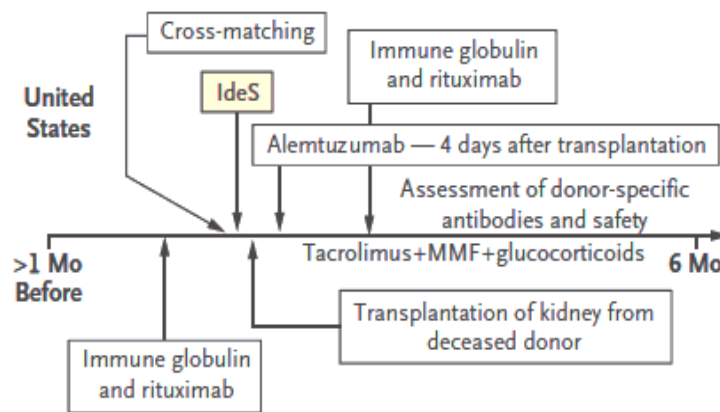 Cross-matching
Immune globulin
and rituximab
United
States
IdeS
Alemtuzumab — 4 days after transplantation
Assessment of donor-specific
antibodies and safety
>1 Mo
Before
Tacrolimus+MMF+glucocorticoids
6 Mo
Transplantation of kidney from
deceased donor
Immune globulin
and rituximab